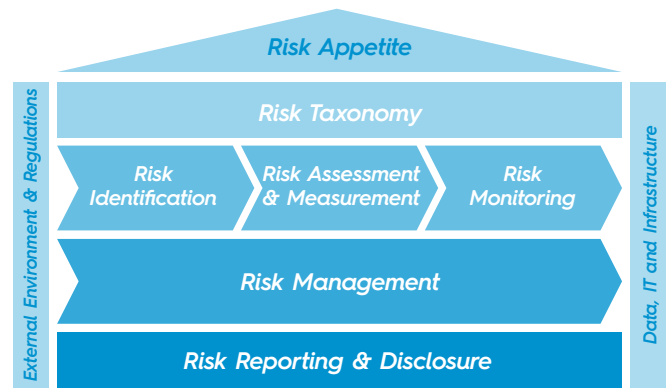 Risk Appetite
External Environment & Regulations
Risk Taxonomy
Risk
Identification
Risk Assessment
& Measurement
Risk
Monitoring
Risk Management
Risk Reporting & Disclosure
Data, IT and Infrastructure